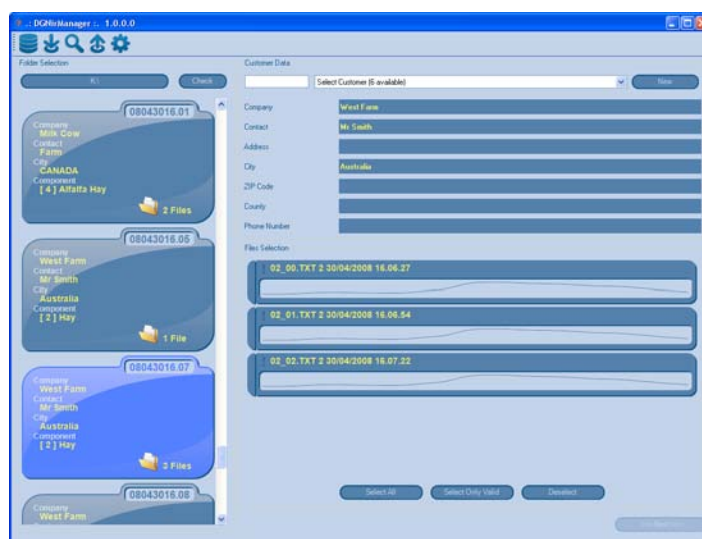 .: DGNirManager :. 1.0.0.0
Folder Selection
K:\
Check
08043016.01
Company
Milk Cow
Contact
Farm
City
CANADA
Component
[ 4 ] Alfalfa Hay
2 Files
08043016.05
Company
West Farm
Contact
Mr Smith
City
Australia
Component
[ 2 ] Hay
1 File
08043016.07
Company
West Farm
Contact
Mr Smith
City
Australia
Component
[ 2 ] Hay
3 Files
08043016.08
Company
West Farm
Customer Data
Select Customer (6 available)
New
Company West Farm
Contact Mr Smith
Address
City Australia
ZIP Code
County
Phone Number
Files Selection
02_00.TXT 2 30/04/2008 16.06.27
02_01.TXT 2 30/04/2008 16.06.54
02_02.TXT 2 30/04/2008 16.07.22
Select All
Select Only Valid
Deselect